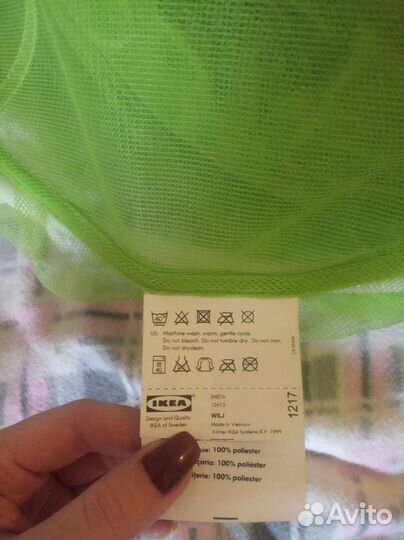 40
US: Machine wash, warm, gentle cycle.
Do not bleach. Do not tumble dry. Do not iron.
Do not dryclean.
40
IKEA
Design and Quality
IKEA of Sweden
WILJ
Made in Vietnam
© Inter IKEA Systems B.V. 1999
1217
100% poliester
100% poliester
100% poliester
Avito